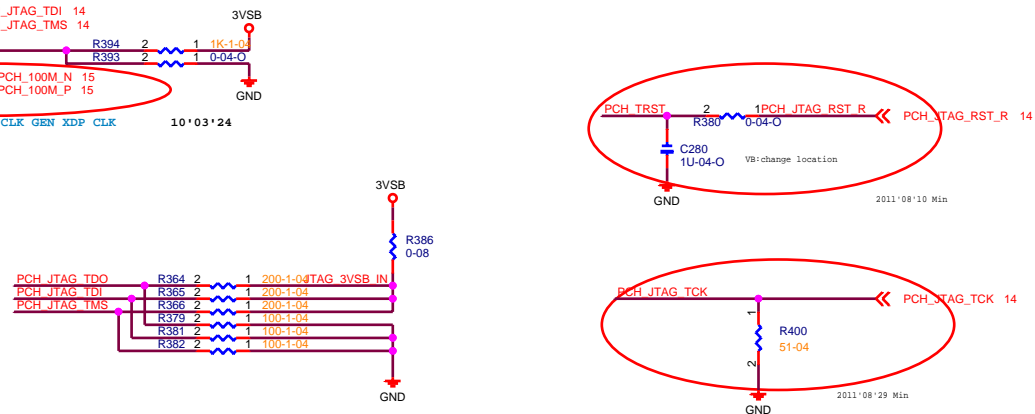 _JTAG_TDI 14
_JTAG_TMS 14
3VSB
R394 2 1 1K-1-04
R393 2 1 0-04-O
PCH_100M_N 15
PCH_100M_P 15
GND
CLK GEN XDP CLK 10'03'24
PCH_TRST 2 1 PCH_JTAG_RST_R PCH_JTAG_RST_R 14
R380 0-04-O
C280
1U-04-O VB:change location
GND
2011'08'10 Min
3VSB
R386
0-08
PCH_JTAG_TDO R364 2 1 200-1-04 JTAG_3VSB_IN
PCH_JTAG_TDI R365 2 1 200-1-04
PCH_JTAG_TMS R366 2 1 200-1-04
R379 2 1 100-1-04
R381 2 1 100-1-04
R382 2 1 100-1-04
GND
PCH_JTAG_TCK PCH_JTAG_TCK 14
1
R400
51-04
2
2011'08'29 Min
GND